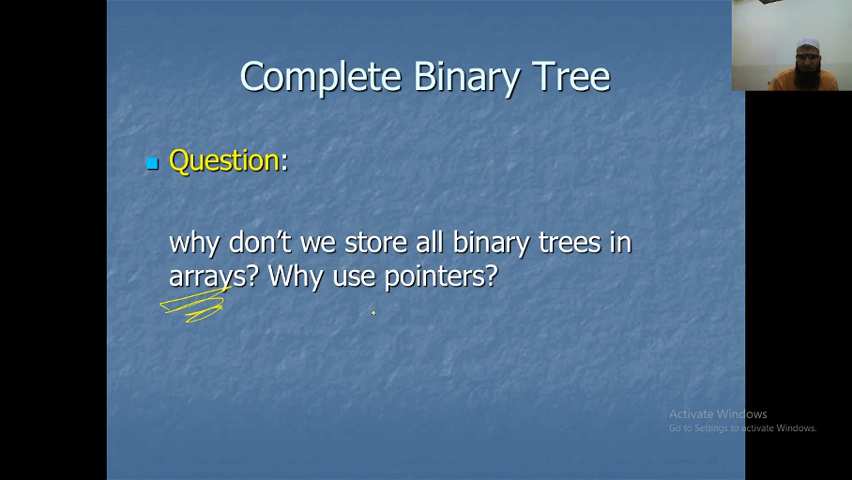 Complete Binary Tree
Question:
why don't we store all binary trees in
arrays? Why use pointers?
Activate Windows
Go to Settings to activate Windows.